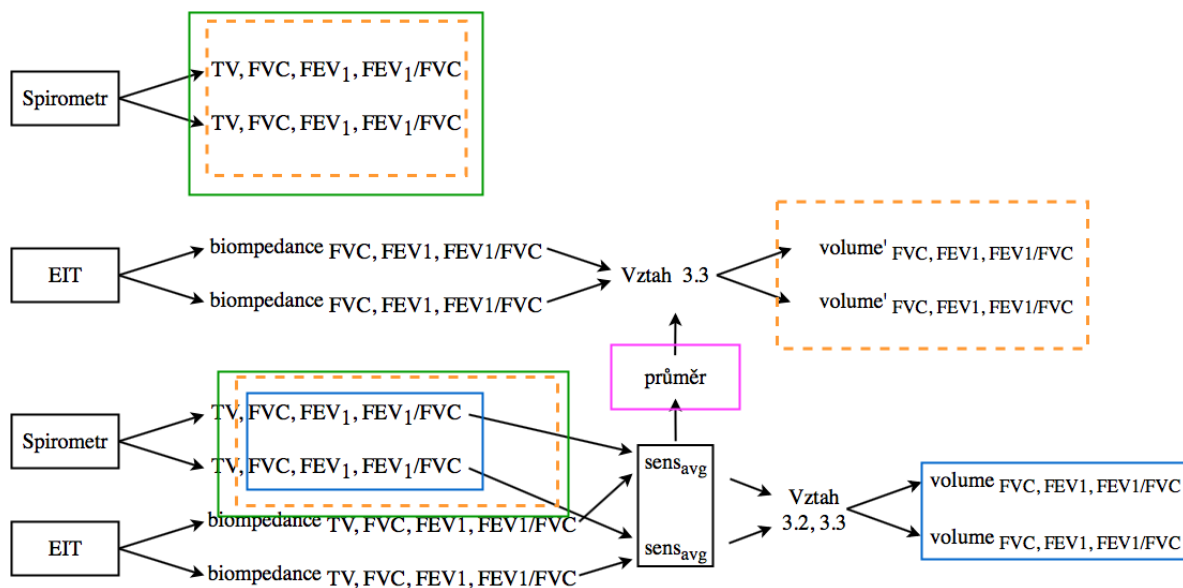 TV, FVC, FEV1, FEV1/FVC
Spirometr
TV, FVC, FEV1, FEV1/FVC
biompedance FVC, FEV1, FEV1/FVC
volume' FVC, FEV1, FEV1/FVC
EIT
Vztah 3.3
biompedance FVC, FEV1, FEV1/FVC
volume' FVC, FEV1, FEV1/FVC
průměr
TV, FVC, FEV1, FEV1/FVC
Spirometr
TV, FVC, FEV1, FEV1/FVC
sensavg
volume FVC, FEV1, FEV1/FVC
Vztah
3.2, 3.3
biompedance TV, FVC, FEV1, FEV1/FVC
volume FVC, FEV1, FEV1/FVC
EIT
sensavg
biompedance TV, FVC, FEV1, FEV1/FVC